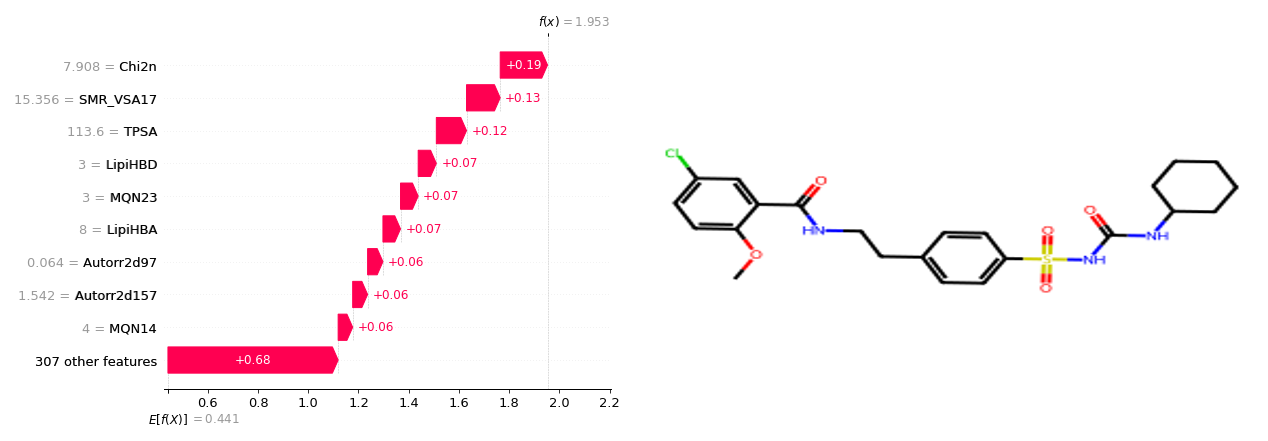 f(x) = 1.953
7.908 = Chi2n
+0.19
15.356 = SMR_VSA17
+0.13
113.6 = TPSA
+0.12
3 = LipiHBD
+0.07
3 = MQN23
+0.07
8 = LipiHBA
+0.07
0.064 = Autorr2d97
+0.06
1.542 = Autorr2d157
+0.06
4 = MQN14
+0.06
307 other features
+0.68
0.6 0.8 1.0 1.2 1.4 1.6 1.8 2.0 2.2
E[f(X)] = 0.441
Cl
O
HN
O
O
S
O
NH
O
NH